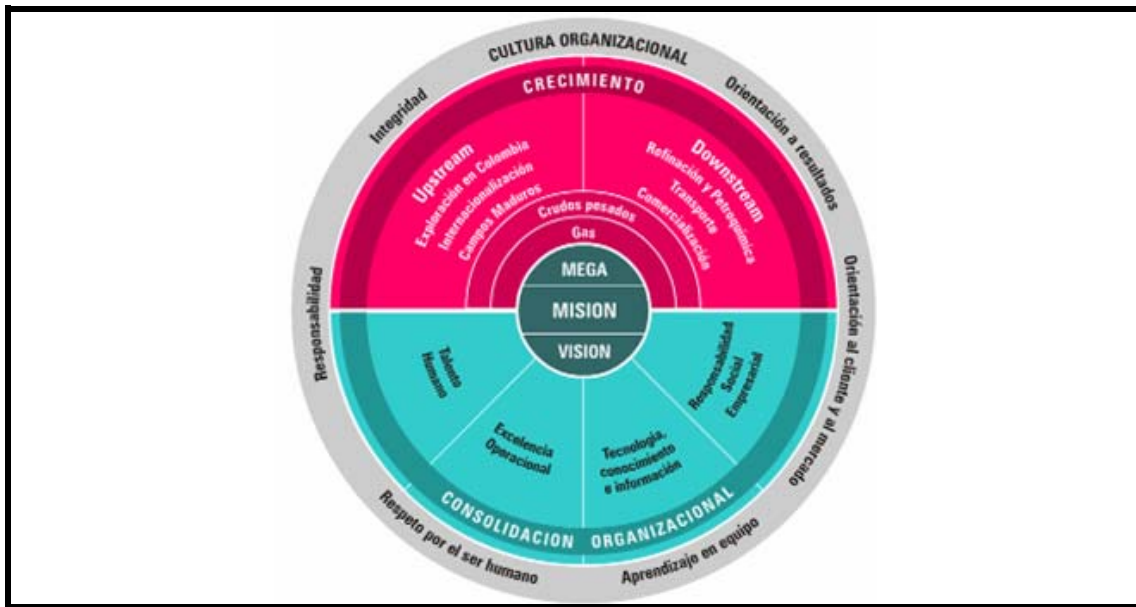 CULTURA ORGANIZACIONAL
Integridad
Orientación a resultados
Responsabilidad
Orientación al cliente y al mercado
Respeto por el ser humano
Aprendizaje en equipo
CRECIMIENTO
Upstream
Exploración en Colombia
Internacionalización
Campos Maduros
Downstream
Refinación y Petroquímica
Transporte
Comercialización
Crudos pesados
Gas
MEGA
MISION
VISION
Talento
Humano
Excelencia
Operacional
Tecnología,
conocimiento
e información
Responsabilidad
Social
Empresarial
CONSOLIDACION ORGANIZACIONAL